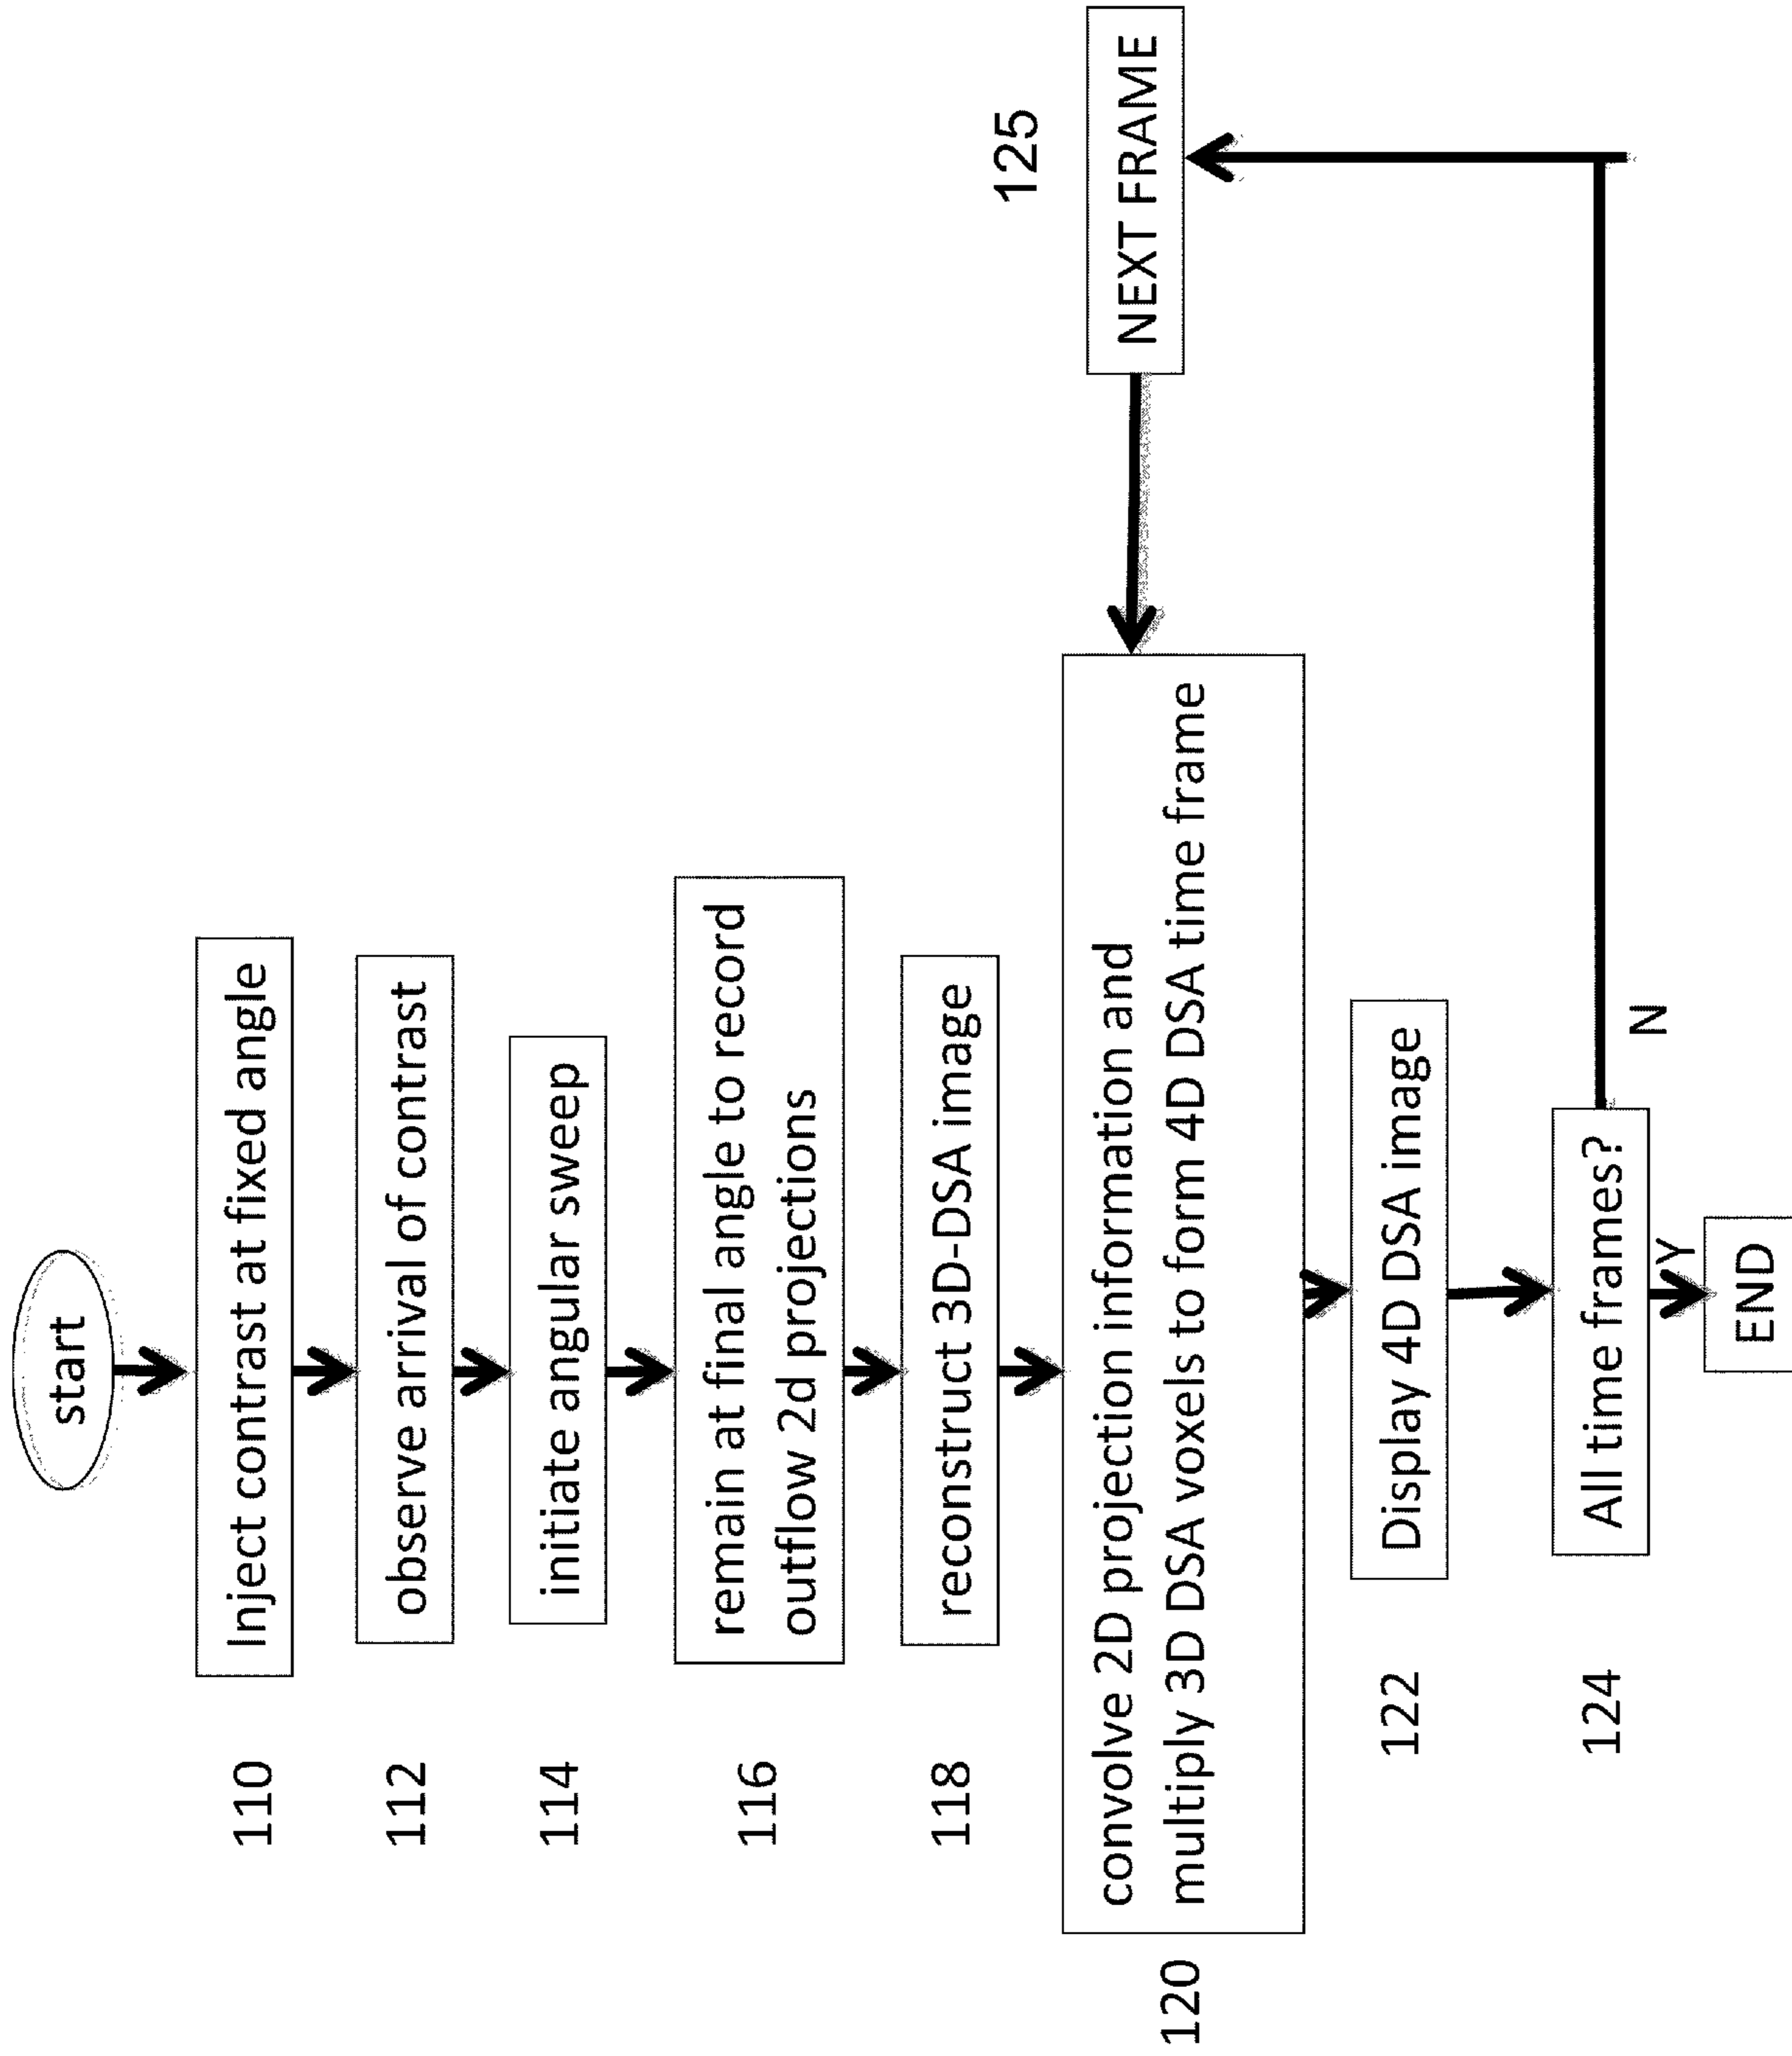 start
110
Inject contrast at fixed angle
112
observe arrival of contrast
114
initiate angular sweep
116
remain at final angle to record
outflow 2d projections
118
reconstruct 3D-DSA image
120
convolve 2D projection information and
multiply 3D DSA voxels to form 4D DSA time frame
125
NEXT FRAME
122
Display 4D DSA image
124
All time frames?
N
Y
END